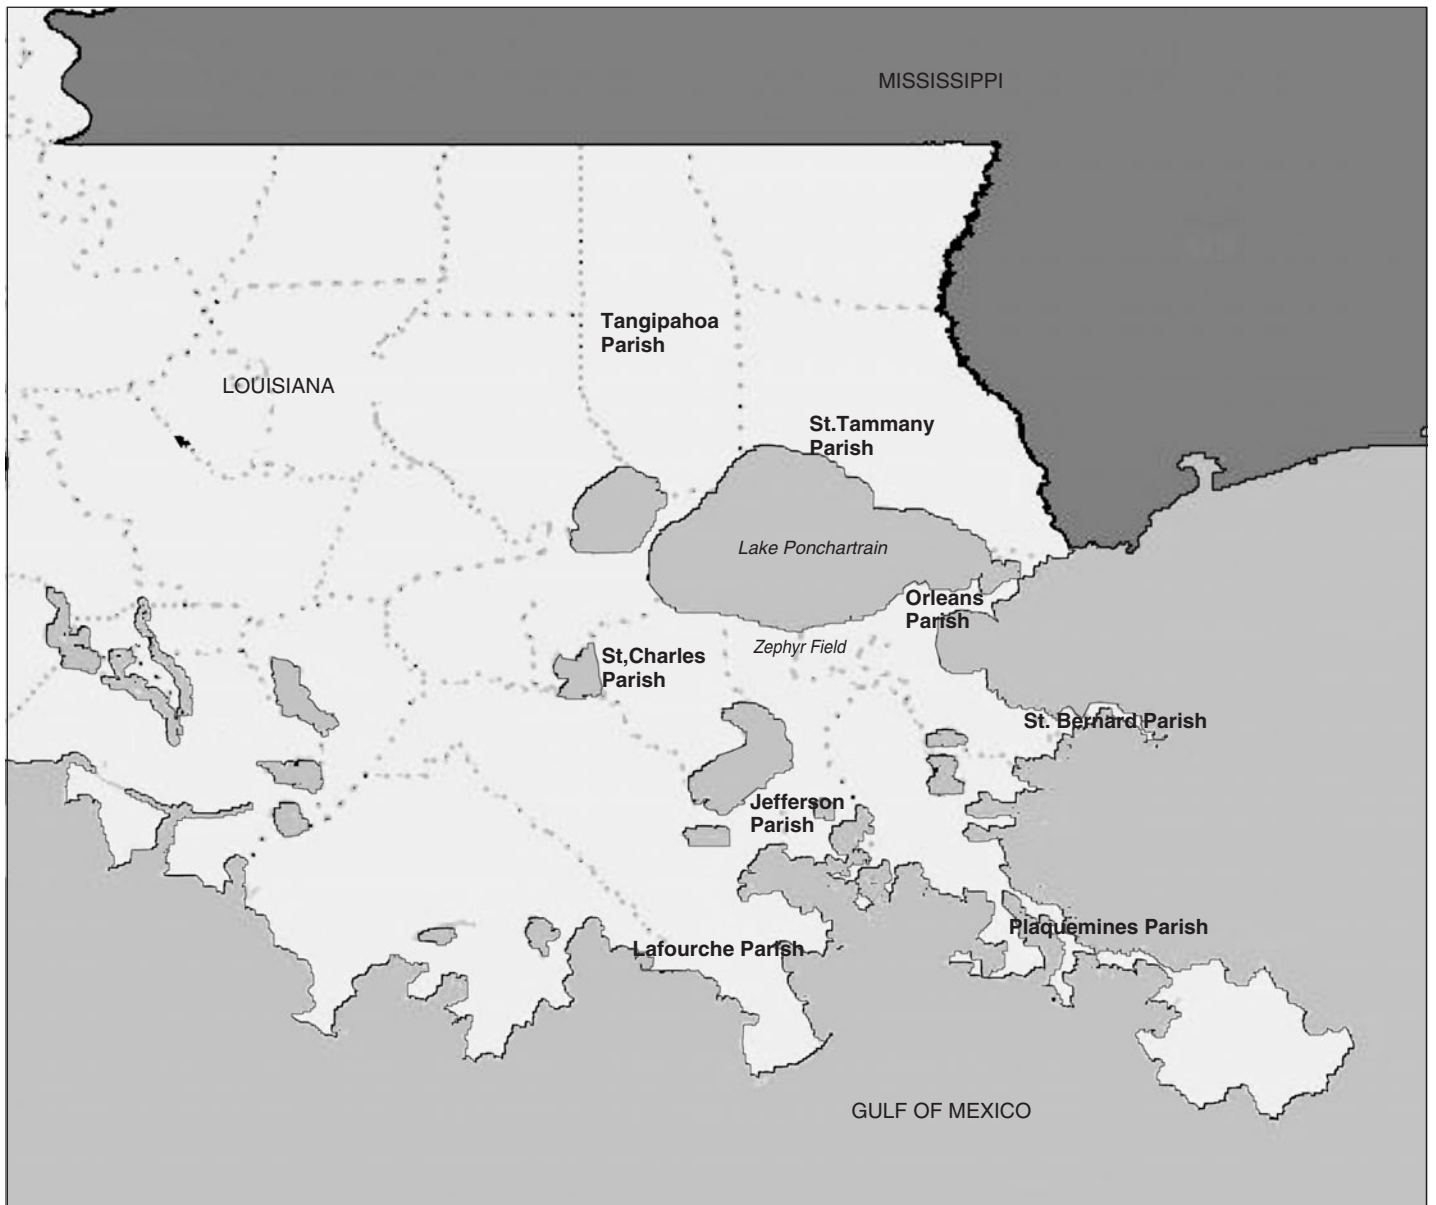 MISSISSIPPI
Tangipahoa
Parish
LOUISIANA
St.Tammany
Parish
Lake Ponchartrain
Orleans
Parish
Zephyr Field
St,Charles
Parish
St. Bernard Parish
Jefferson
Parish
Plaquemines Parish
Lafourche Parish
GULF OF MEXICO